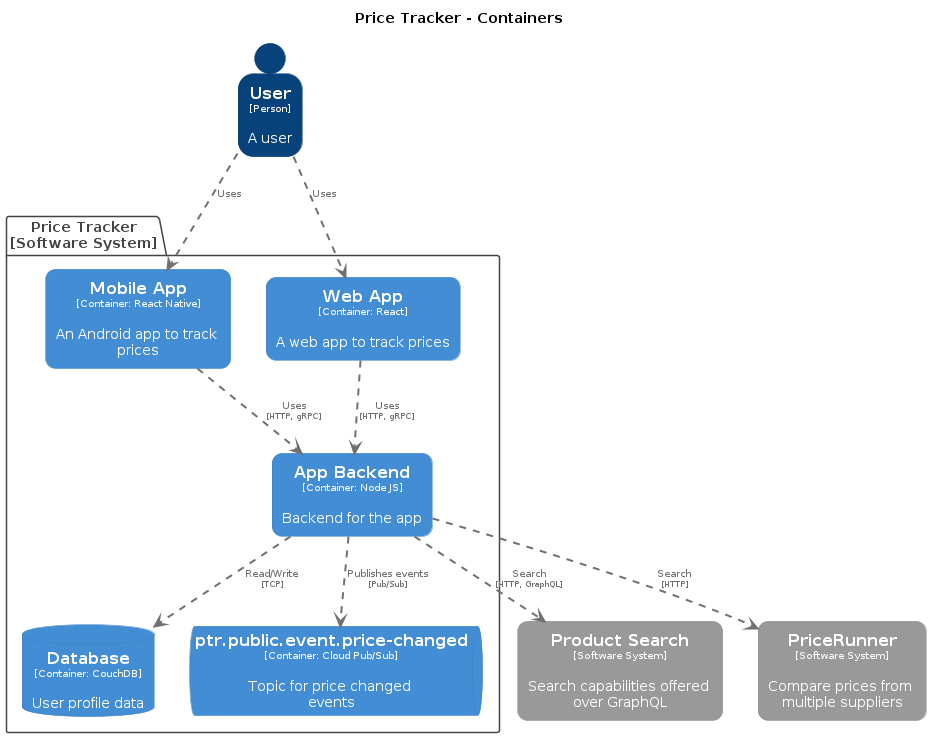 Price Tracker - Containers
User
[Person]
A user
Uses
Uses
Price Tracker
[Software System]
Mobile App
[Container: React Native]
An Android app to track
prices
Web App
[Container: React]
A web app to track prices
Uses
[HTTP, gRPC]
Uses
[HTTP, gRPC]
App Backend
[Container: NodeJS]
Backend for the app
Read/Write
[TCP]
Publishes events
[Pub/Sub]
Search
[HTTP, GraphQL]
Search
[HTTP]
Database
[Container: CouchDB]
User profile data
ptr.public.event.price-changed
[Container: Cloud Pub/Sub]
Topic for price changed
events
Product Search
[Software System]
Search capabilities offered
over GraphQL
PriceRunner
[Software System]
Compare prices from
multiple suppliers